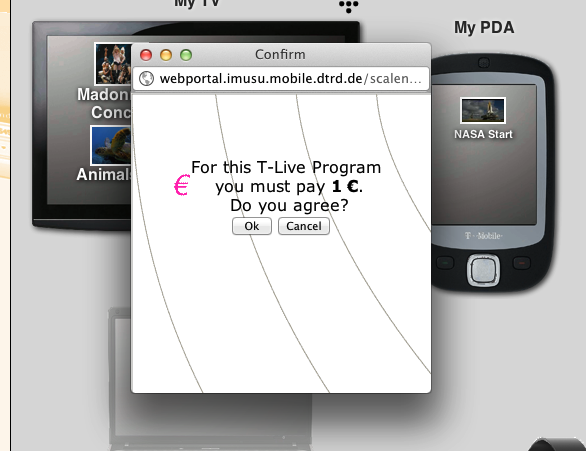 My TV
My PDA
Confirm
webportal.imusu.mobile.dtrd.de/scalen...
Madon
Conc
Animals
NASA Start
€
For this T-Live Program
you must pay 1 €.
Do you agree?
Ok
Cancel
T··Mobile·